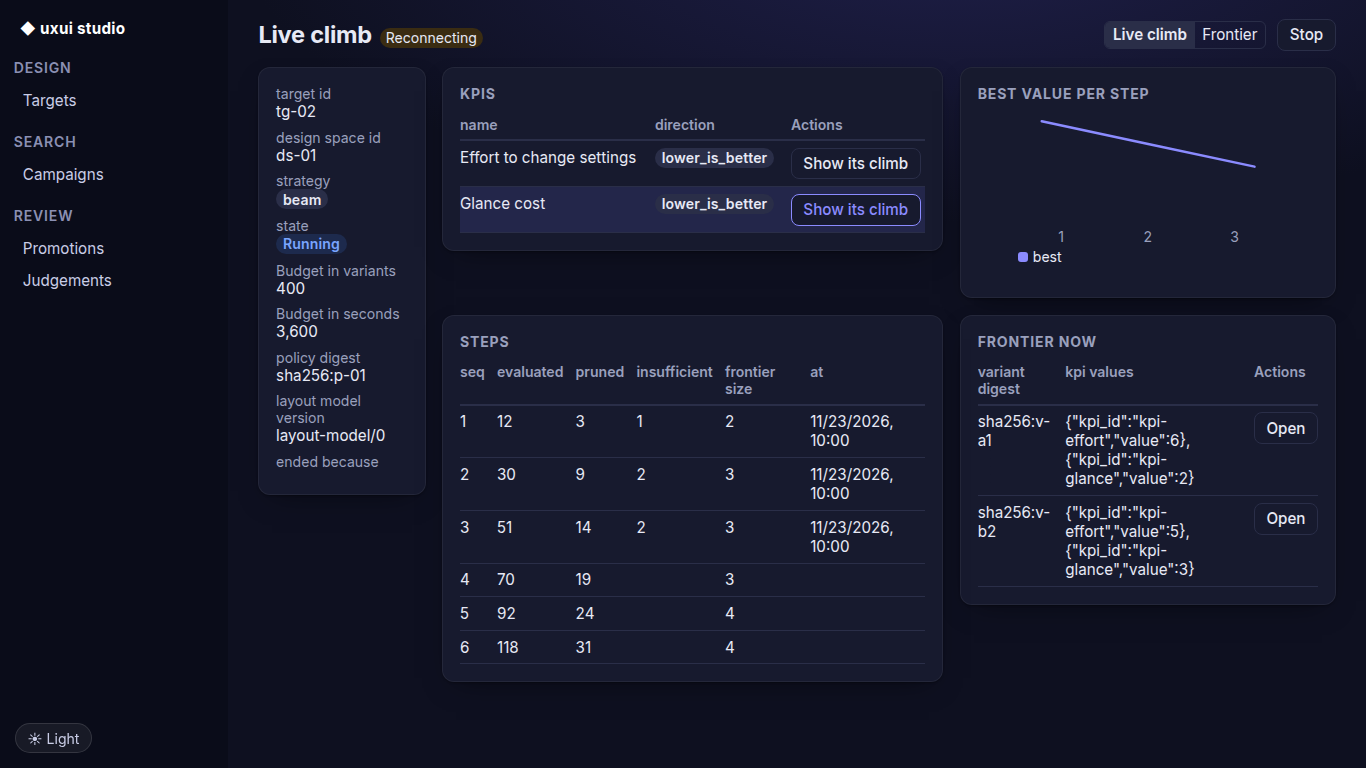 ◆ uxui studio
DESIGN
Targets
SEARCH
Campaigns
REVIEW
Promotions
Judgements
☀ Light
Live climb Reconnecting
Live climb Frontier Stop
target id
tg-02
design space id
ds-01
strategy
beam
state
Running
Budget in variants
400
Budget in seconds
3,600
policy digest
sha256:p-01
layout model
version
layout-model/0
ended because
KPIS
name direction Actions
Effort to change settings lower_is_better Show its climb
Glance cost lower_is_better Show its climb
BEST VALUE PER STEP
1 2 3
best
STEPS
seq evaluated pruned insufficient frontier size at
1 12 3 1 2 11/23/2026, 10:00
2 30 9 2 3 11/23/2026, 10:00
3 51 14 2 3 11/23/2026, 10:00
4 70 19 3
5 92 24 4
6 118 31 4
FRONTIER NOW
variant digest kpi values Actions
sha256:v-a1 {"kpi_id":"kpi-effort","value":6}, {"kpi_id":"kpi-glance","value":2} Open
sha256:v-b2 {"kpi_id":"kpi-effort","value":5}, {"kpi_id":"kpi-glance","value":3} Open